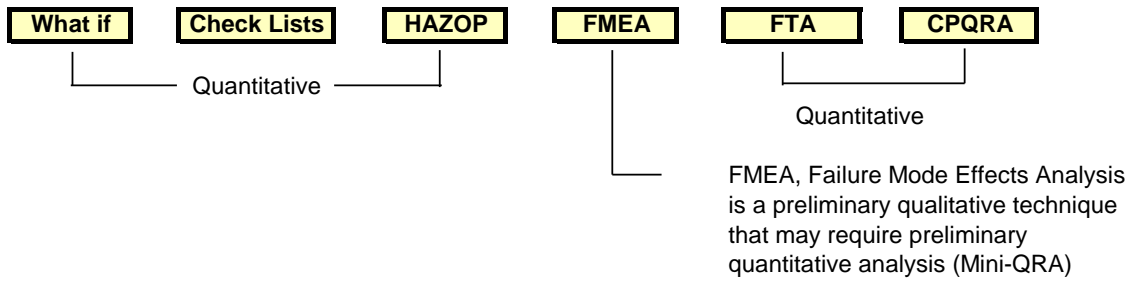 What if Check Lists HAZOP FMEA FTA CPQRA
Quantitative
Quantitative
FMEA, Failure Mode Effects Analysis
is a preliminary qualitative technique
that may require preliminary
quantitative analysis (Mini-QRA)